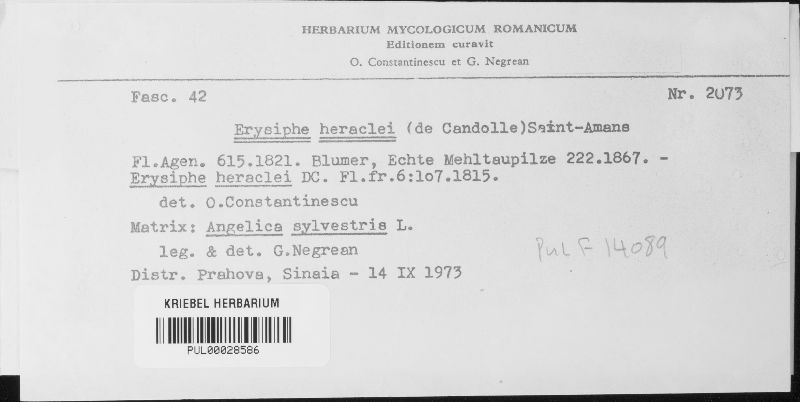 HERBARIUM MYCOLOGICUM ROMANICUM
Editionem curavit
O. Constantinescu et G. Negrean
Fasc. 42 Nr. 2073
Erysiphe heraclei (de Candolle)Saint-Amans
Fl.Agen. 615.1821. Blumer, Echte Mehltaupilze 222.1867. -
Erysiphe heraclei DC. Fl.fr.6:107.1815.
det. O.Constantinescu
Matrix: Angelica sylvestris L.
leg. & det. G.Negrean
PUL F 14089
Distr. Prahova, Sinaia - 14 IX 1973
KRIEBEL HERBARIUM
PUL00028586